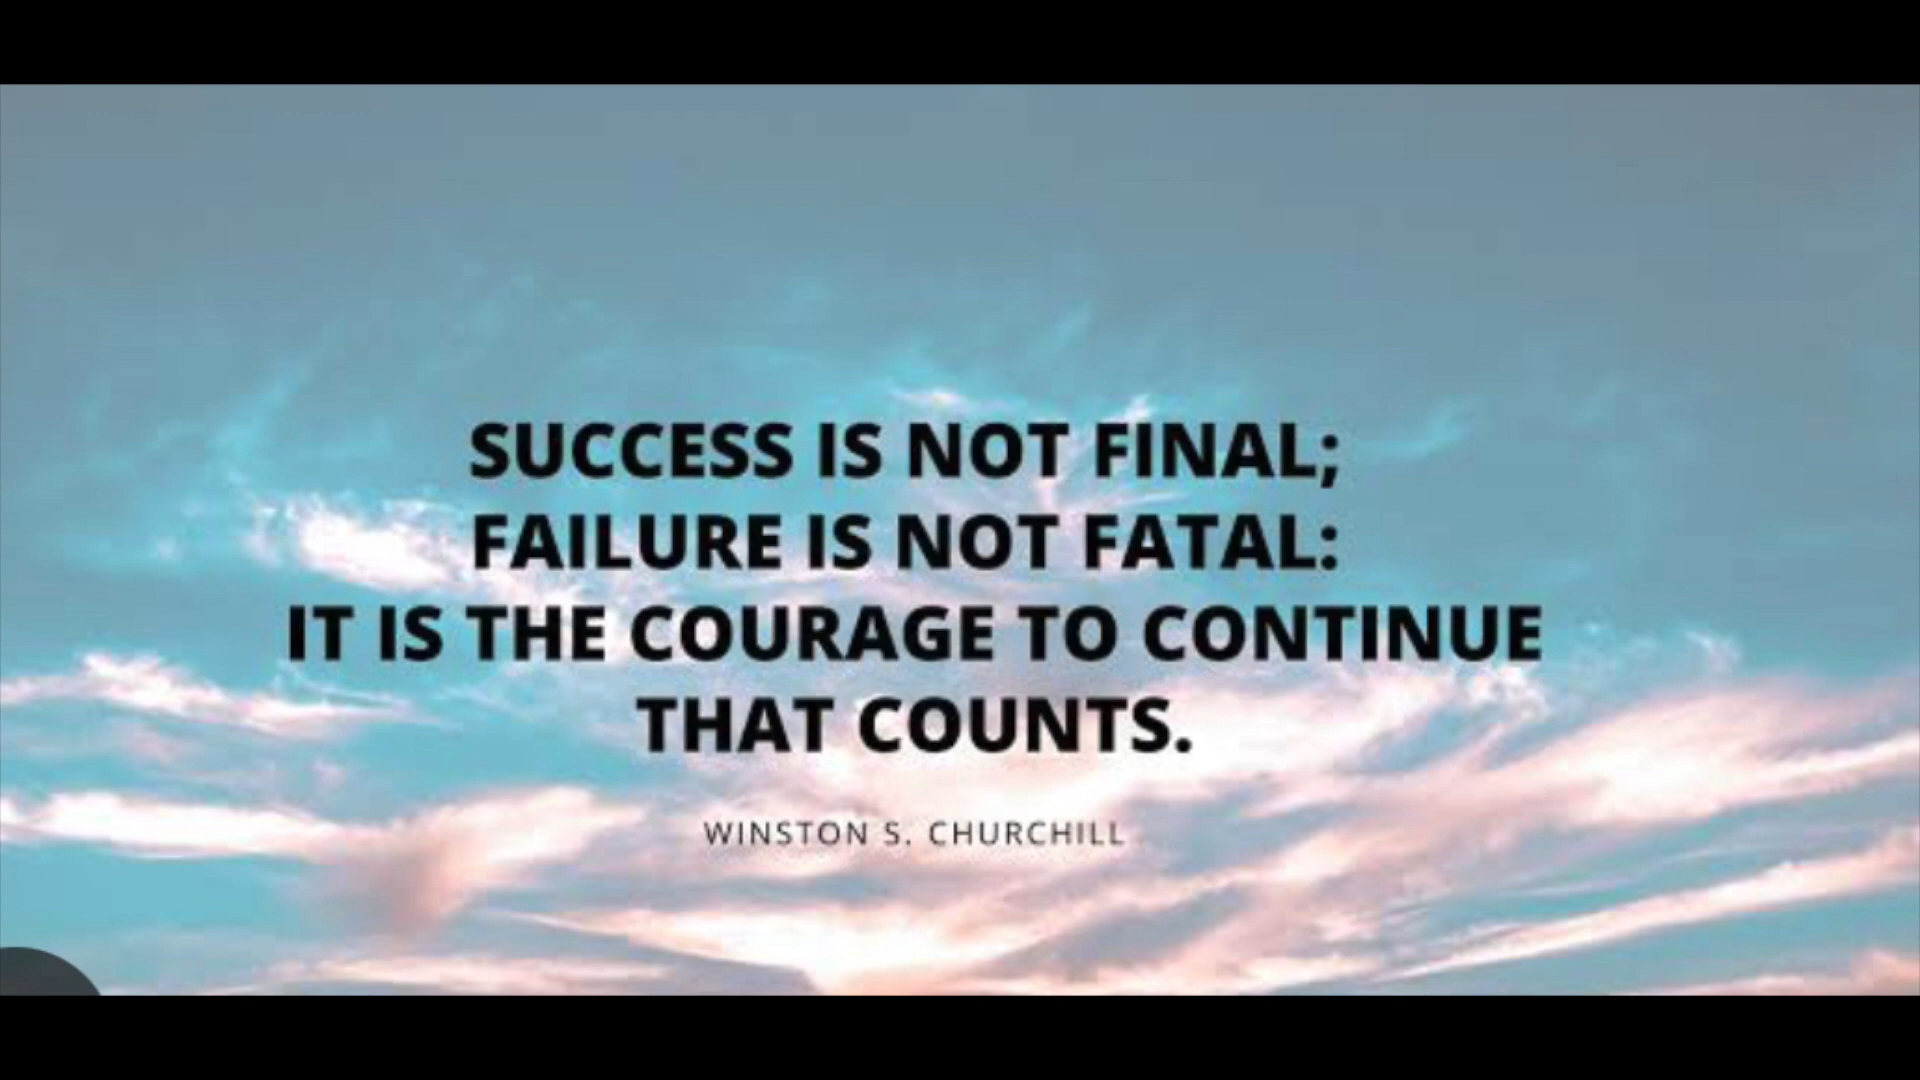 SUCCESS IS NOT FINAL;
FAILURE IS NOT FATAL:
IT IS THE COURAGE TO CONTINUE
THAT COUNTS.
WINSTON S. CHURCHILL